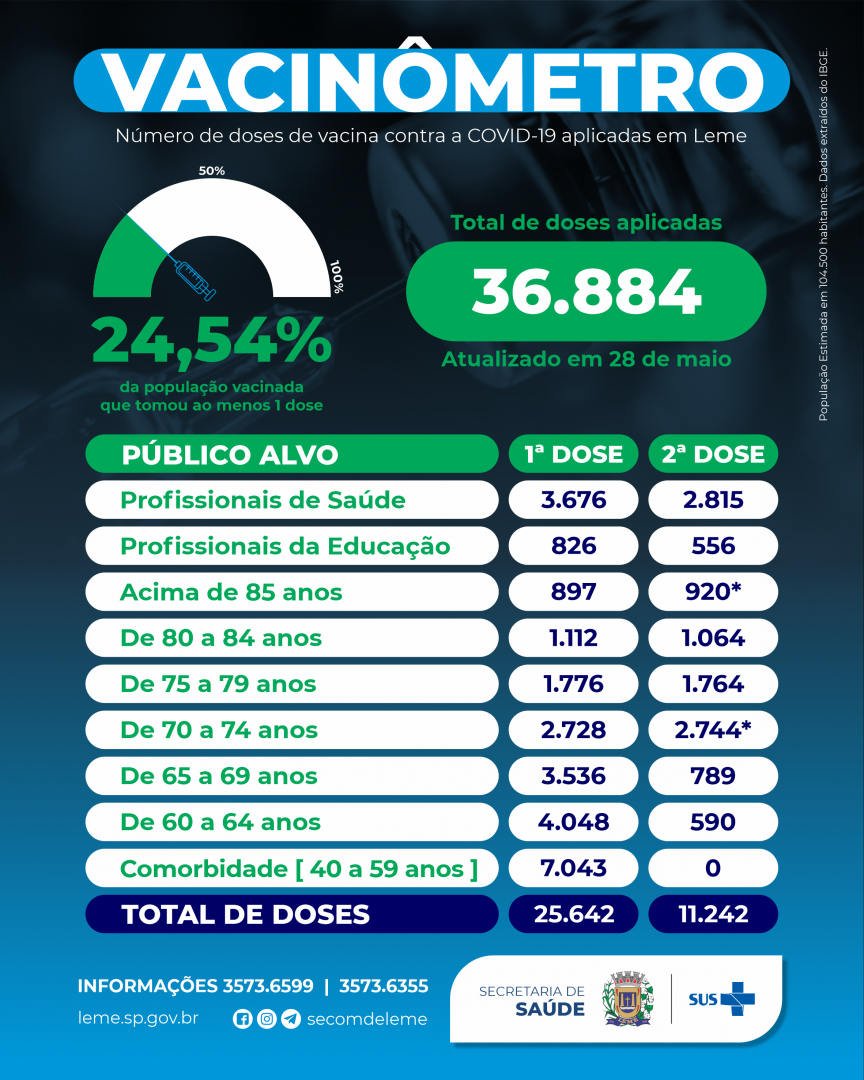 VACINÔMETRO
Número de doses de vacina contra a COVID-19 aplicadas em Leme
População Estimada em 104.500 habitantes. Dados extraídos do IBGE.
50%
100%
24,54%
da população vacinada
que tomou ao menos 1 dose
Total de doses aplicadas
36.884
Atualizado em 28 de maio
PÚBLICO ALVO 1ª DOSE 2ª DOSE
Profissionais de Saúde 3.676 2.815
Profissionais da Educação 826 556
Acima de 85 anos 897 920*
De 80 a 84 anos 1.112 1.064
De 75 a 79 anos 1.776 1.764
De 70 a 74 anos 2.728 2.744*
De 65 a 69 anos 3.536 789
De 60 a 64 anos 4.048 590
Comorbidade [ 40 a 59 anos ] 7.043 0
TOTAL DE DOSES 25.642 11.242
INFORMAÇÕES 3573.6599 | 3573.6355
leme.sp.gov.br secomdeleme
SECRETARIA DE
SAÚDE
SUS